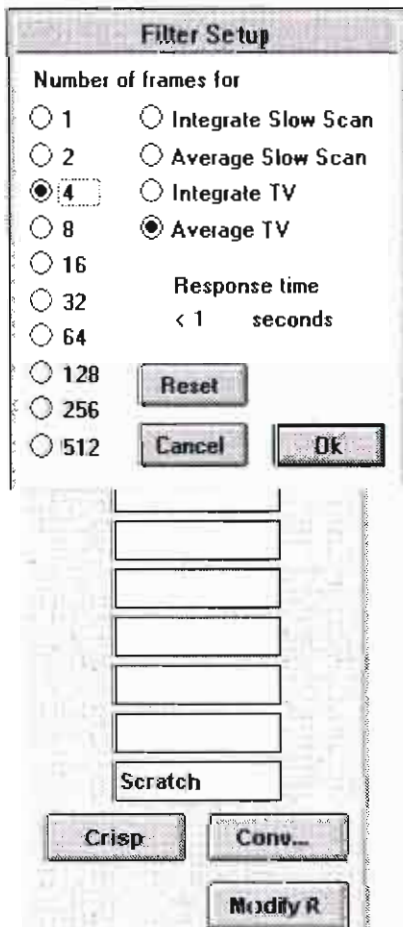 Filter Setup
Number of frames for
1 Integrate Slow Scan
2 Average Slow Scan
4 Integrate TV
8 Average TV
16
Response time
32
< 1 seconds
64
128 Reset
256
512 Cancel Ok
Scratch
Crisp Conv...
Modify R